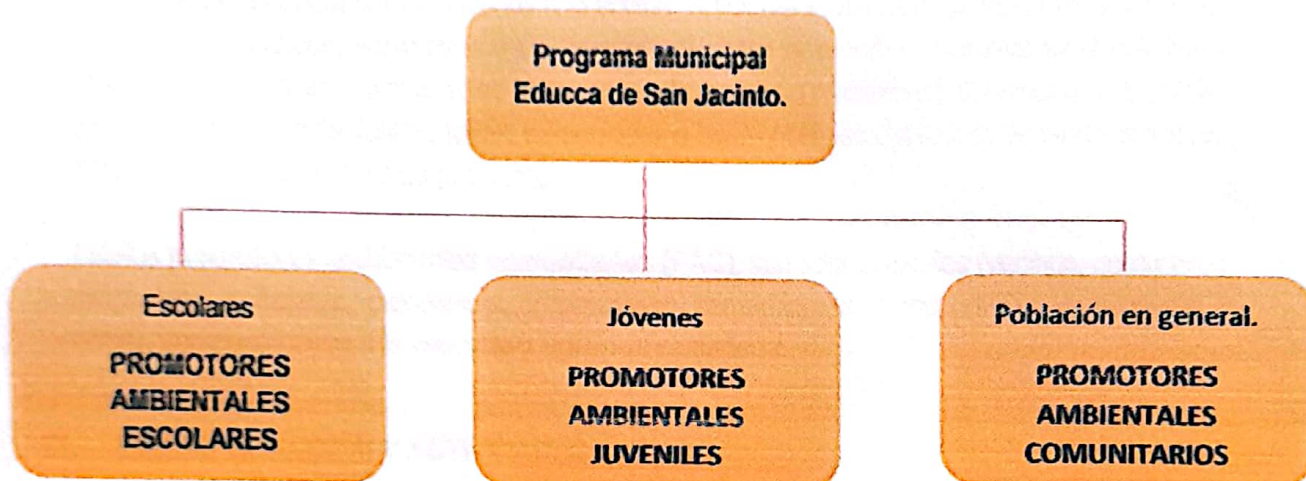 Programa Municipal
Educca de San Jacinto.
Escolares
PROMOTORES
AMBIENTALES
ESCOLARES
Jóvenes
PROMOTORES
AMBIENTALES
JUVENILES
Población en general.
PROMOTORES
AMBIENTALES
COMUNITARIOS